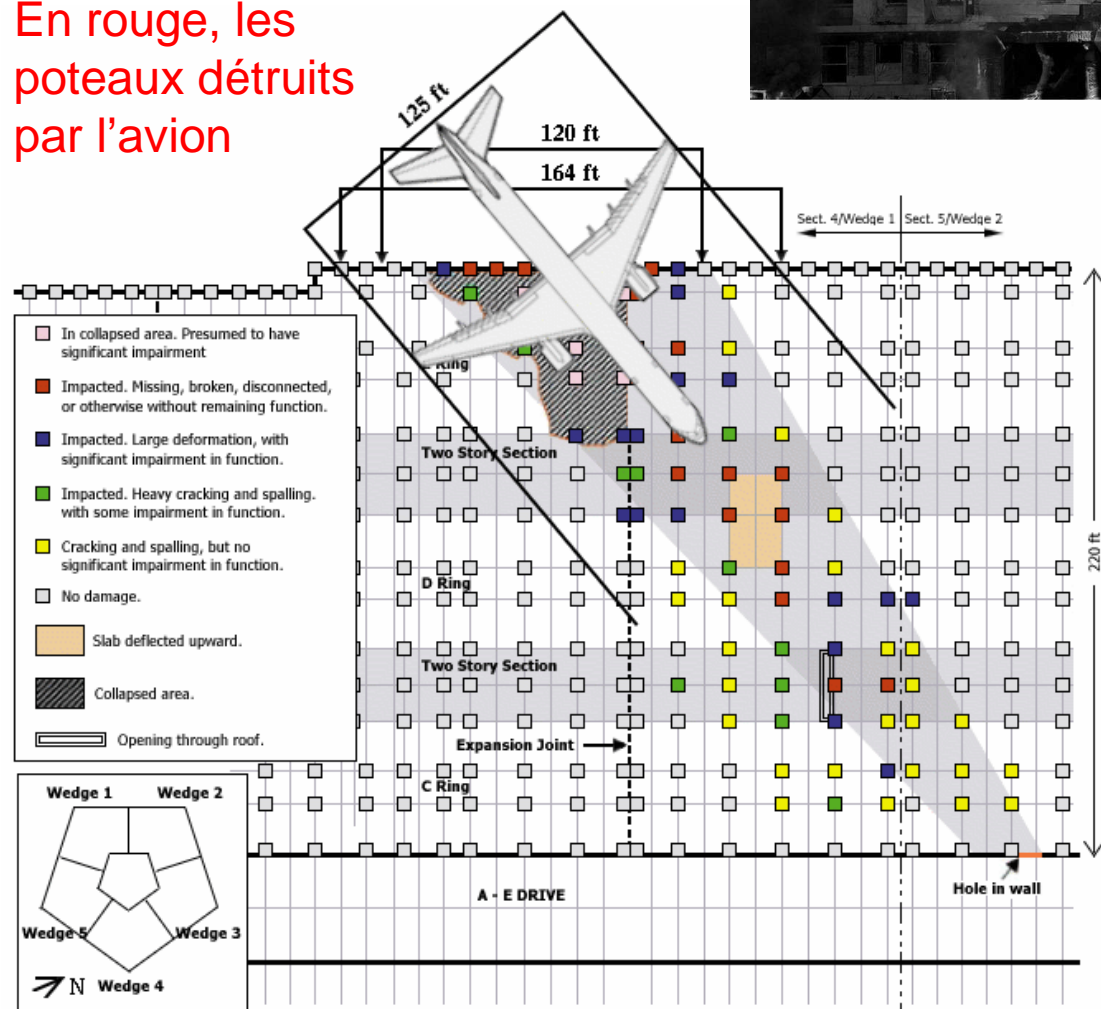 En rouge, les
poteaux détruits
par l'avion
125 ft
120 ft
164 ft
Sect. 4/Wedge 1
Sect. 5/Wedge 2
In collapsed area. Presumed to have
significant impairment
Impacted. Missing, broken, disconnected,
or otherwise without remaining function.
Impacted. Large deformation, with
significant impairment in function.
Impacted. Heavy cracking and spalling.
with some impairment in function.
Cracking and spalling, but no
significant impairment in function.
No damage.
Slab deflected upward.
Collapsed area.
Opening through roof.
Ring
Two Story Section
D Ring
Two Story Section
Expansion Joint
C Ring
220 ft
A - E DRIVE
Hole in wall
Wedge 1
Wedge 2
Wedge 5
Wedge 3
N
Wedge 4